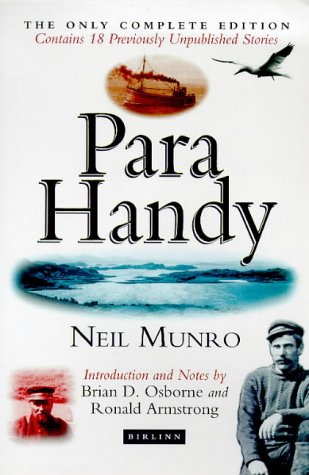 THE ONLY COMPLETE EDITION
Contains 18 Previously Unpublished Stories
Para
Handy
NEIL MUNRO
Introduction and Notes by
Brian D. Osborne and
Ronald Armstrong
BIRLINN